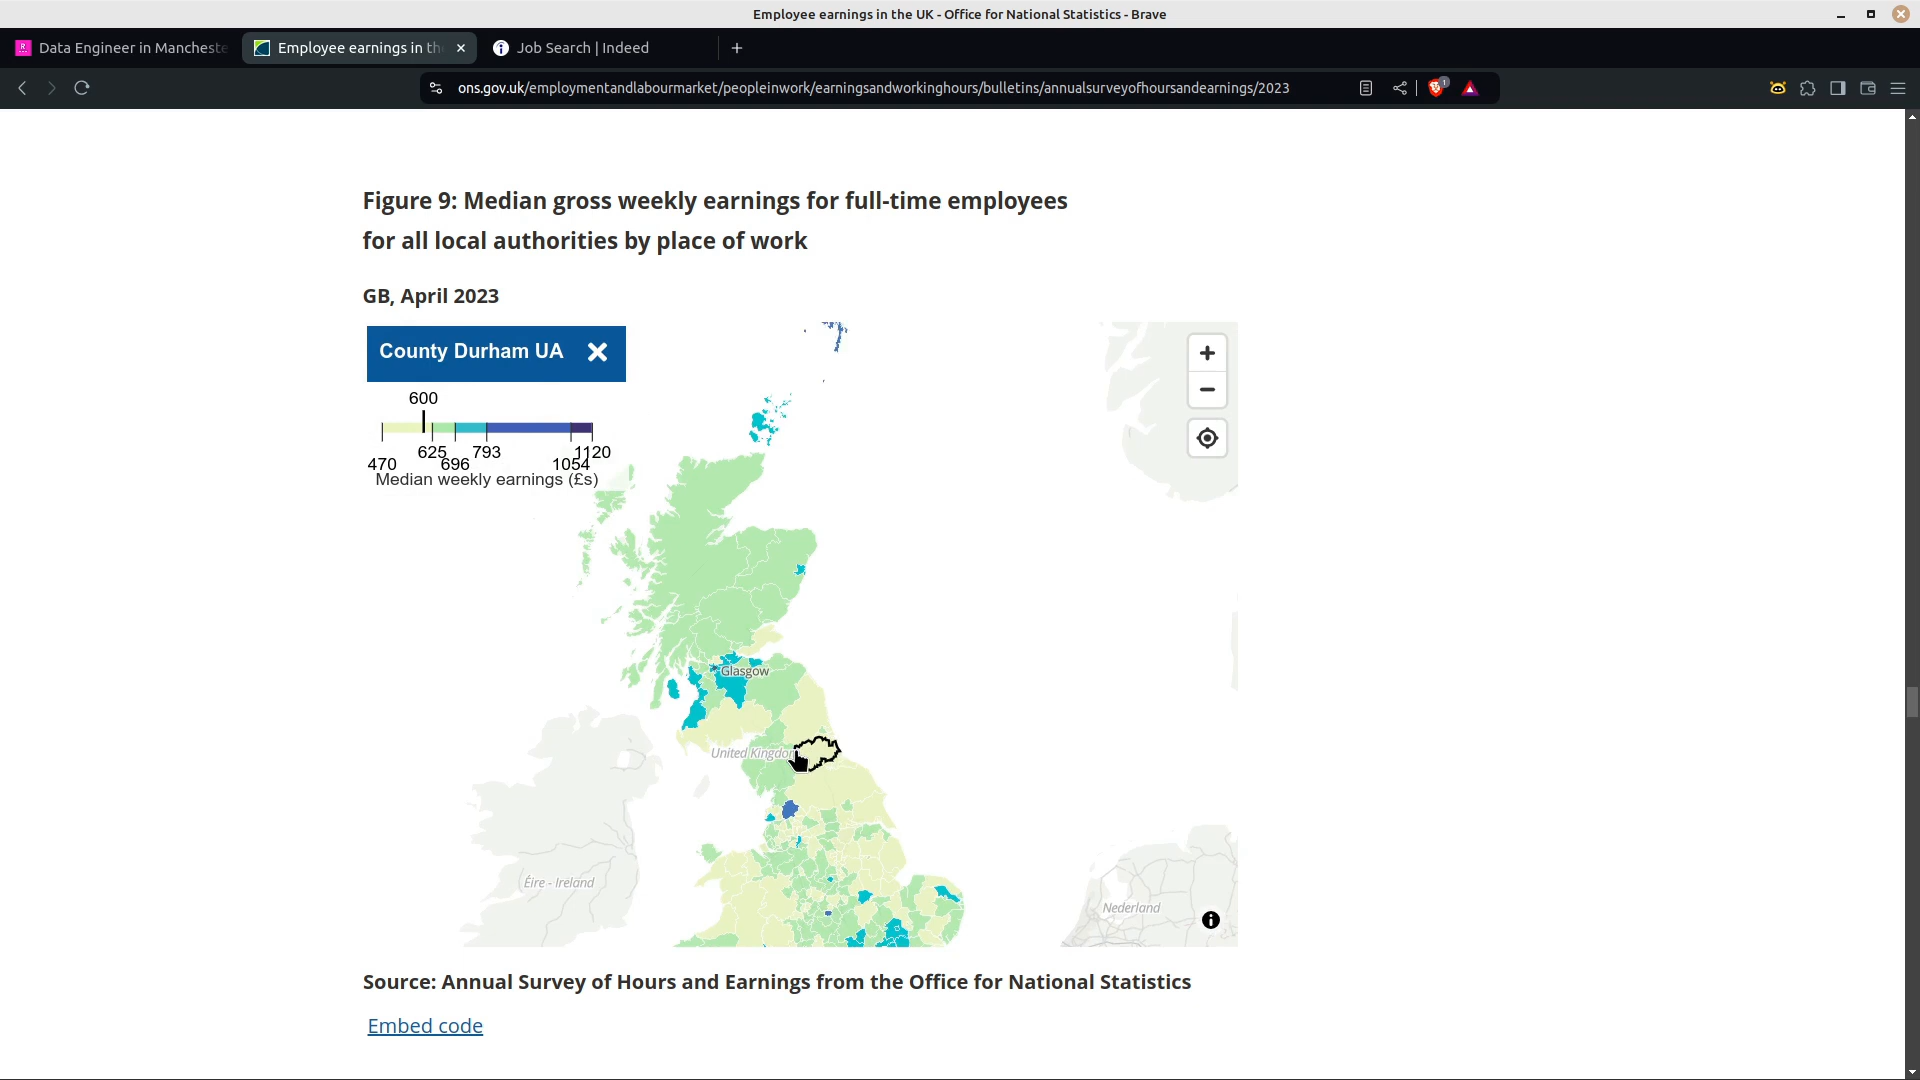 Employee earnings in the UK - Office for National Statistics - Brave
Data Engineer in Mancheste
Employee earnings in th
Job Search | Indeed
ons.gov.uk/employmentandlabourmarket/peopleinwork/earningsandworkinghours/bulletins/annualsurveyofhoursandearnings/2023
1
Figure 9: Median gross weekly earnings for full-time employees
for all local authorities by place of work
GB, April 2023
County Durham UA
600
625 793 1120
470 696 1054
Median weekly earnings (£s)
Glasgow
United Kingdom
Éire - Ireland
Nederland
Source: Annual Survey of Hours and Earnings from the Office for National Statistics
Embed code